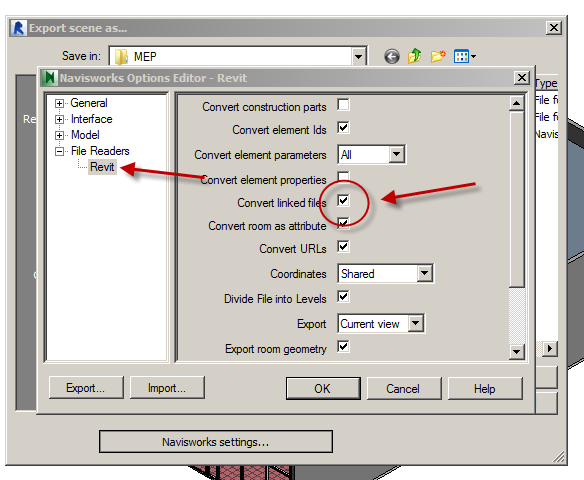 Export scene as...
Save in: MEP
Navisworks Options Editor - Revit
Type
File fo
File fo
Navis
Re
General
Interface
Model
File Readers
Revit
Convert construction parts
Convert element Ids
Convert element parameters All
Convert element properties
Convert linked files
Convert room as attribute
Convert URLs
Coordinates Shared
Divide File into Levels
Export Current view
Export room geometry
Export... Import... OK Cancel Help
Navisworks settings...